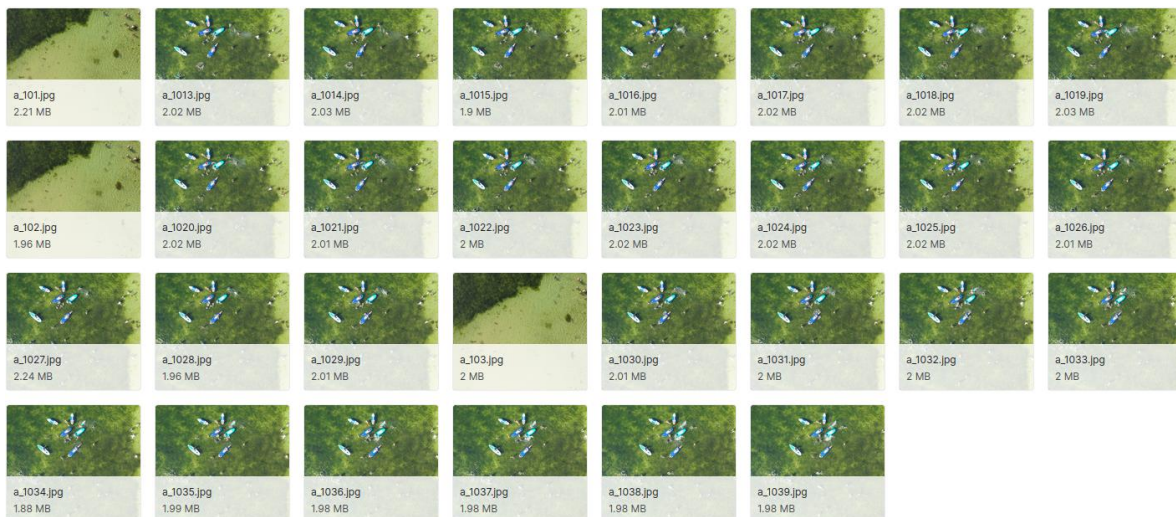 a_101.jpg
2.21 MB
a_1013.jpg
2.02 MB
a_1014.jpg
2.03 MB
a_1015.jpg
1.9 MB
a_1016.jpg
2.01 MB
a_1017.jpg
2.02 MB
a_1018.jpg
2.02 MB
a_1019.jpg
2.03 MB
a_102.jpg
1.96 MB
a_1020.jpg
2.02 MB
a_1021.jpg
2.01 MB
a_1022.jpg
2 MB
a_1023.jpg
2.02 MB
a_1024.jpg
2.02 MB
a_1025.jpg
2.02 MB
a_1026.jpg
2.01 MB
a_1027.jpg
2.24 MB
a_1028.jpg
1.96 MB
a_1029.jpg
2.01 MB
a_103.jpg
2 MB
a_1030.jpg
2.01 MB
a_1031.jpg
2 MB
a_1032.jpg
2 MB
a_1033.jpg
2 MB
a_1034.jpg
1.88 MB
a_1035.jpg
1.99 MB
a_1036.jpg
1.98 MB
a_1037.jpg
1.98 MB
a_1038.jpg
1.98 MB
a_1039.jpg
1.98 MB